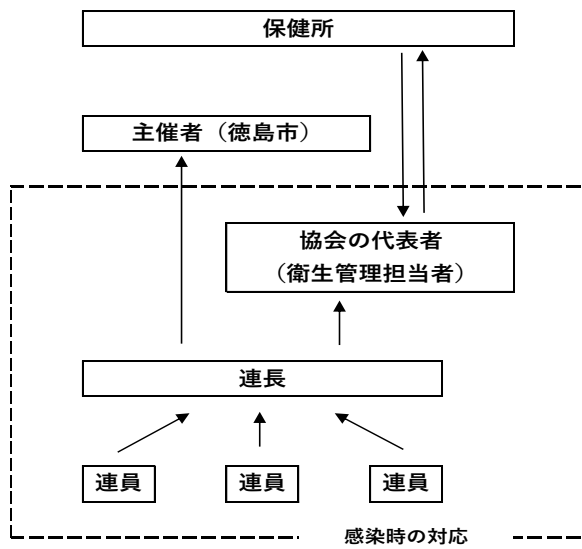 保健所
主催者（徳島市）
協会の代表者
（衛生管理担当者）
連長
連員
連員
連員
感染時の対応